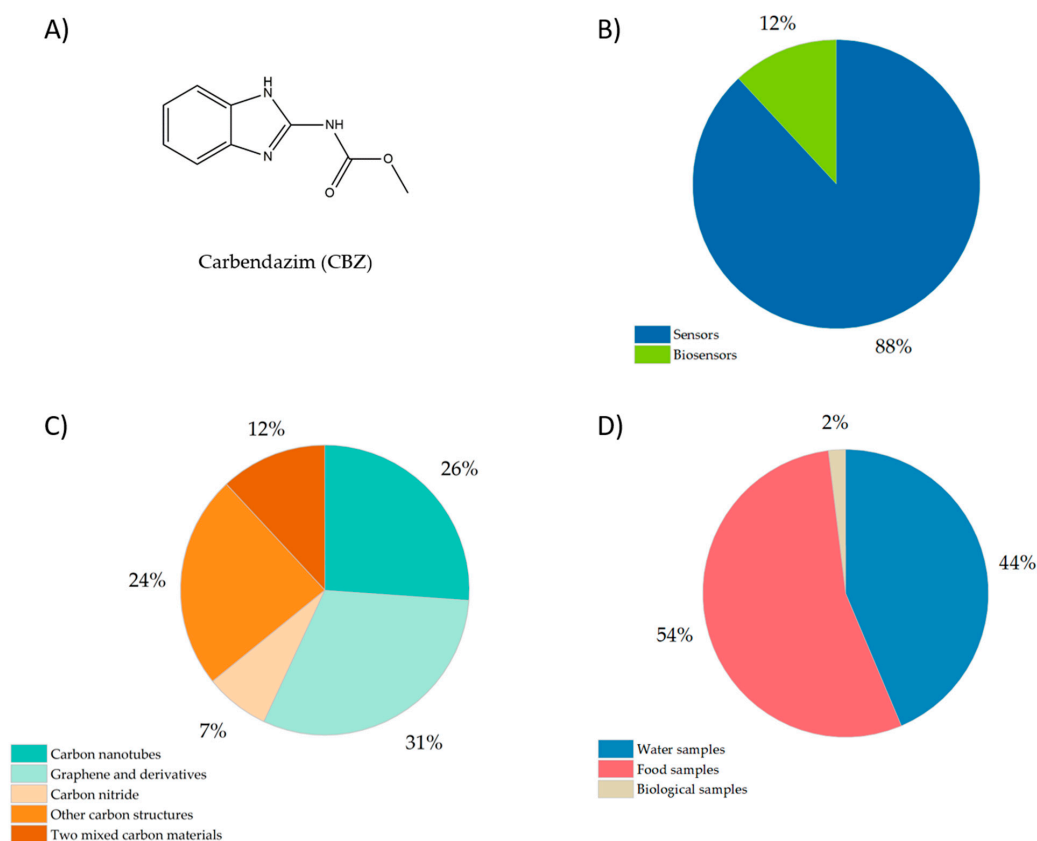 A)
H
N
NH
N
O
O
Carbendazim (CBZ)
B)
12%
88%
Sensors
Biosensors
C)
12%
26%
24%
7%
31%
Carbon nanotubes
Graphene and derivatives
Carbon nitride
Other carbon structures
Two mixed carbon materials
D)
2%
44%
54%
Water samples
Food samples
Biological samples